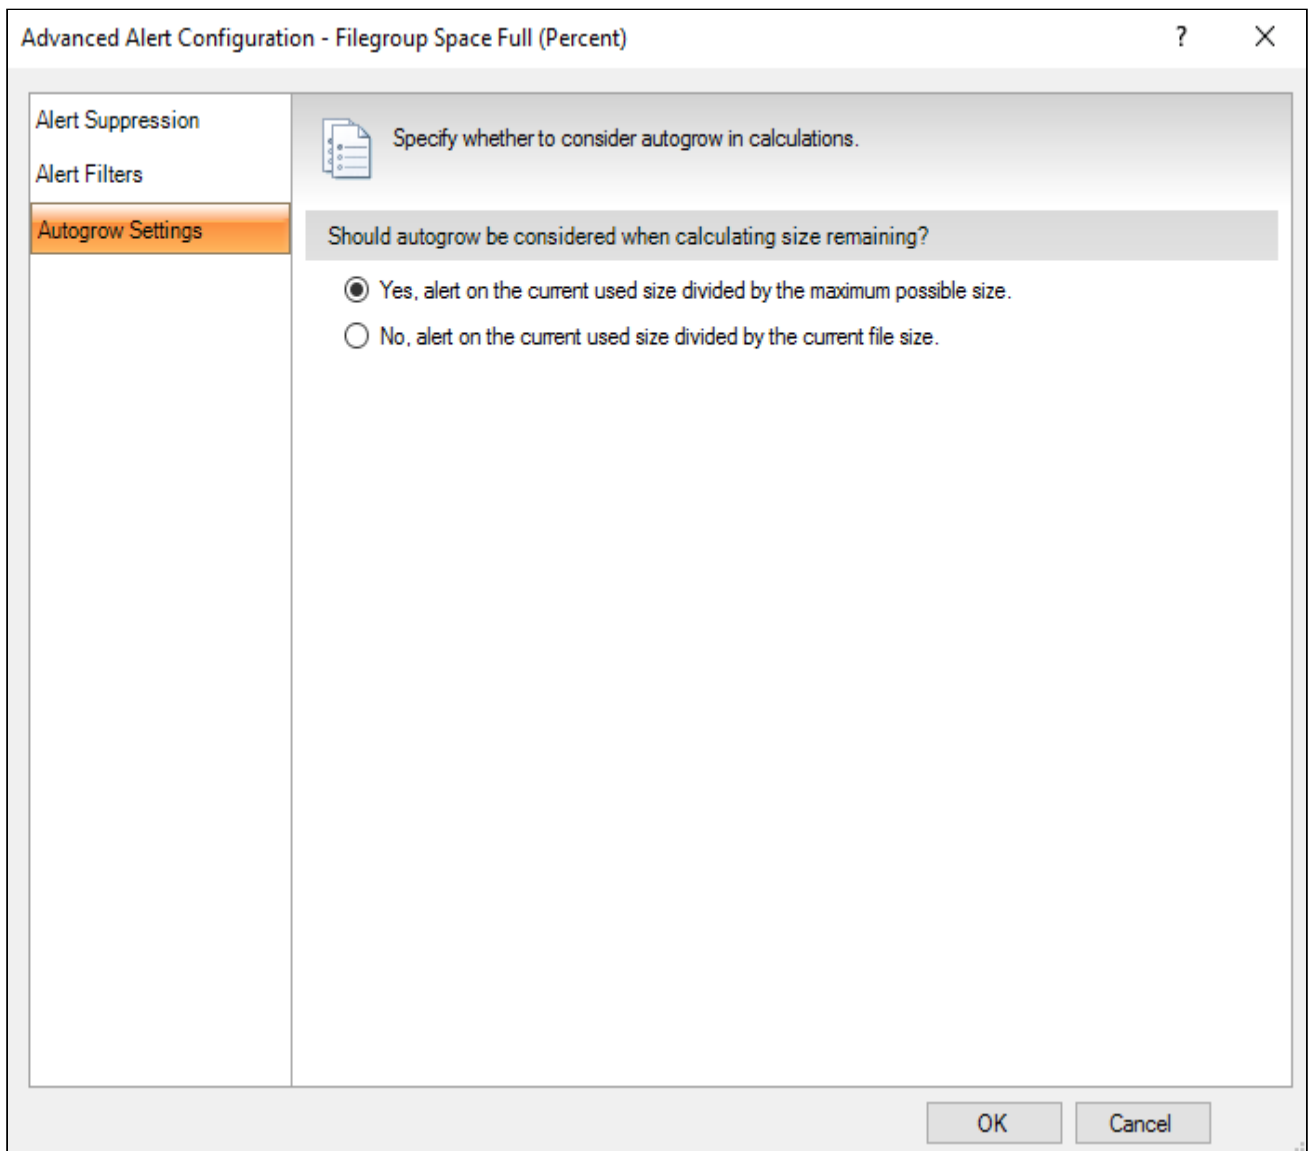 Advanced Alert Configuration - Filegroup Space Full (Percent)
?
Alert Suppression
Alert Filters
Autogrow Settings
Specify whether to consider autogrow in calculations.
Should autogrow be considered when calculating size remaining?
Yes, alert on the current used size divided by the maximum possible size.
No, alert on the current used size divided by the current file size.
OK
Cancel